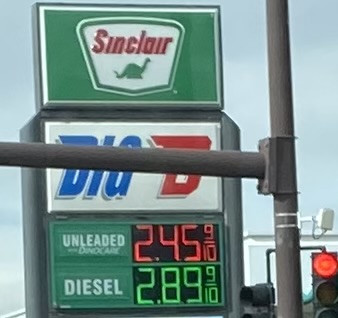 Sinclair
BIG D
UNLEADED 2.45 9/10
WITH DINOCARE
DIESEL 2.89 9/10